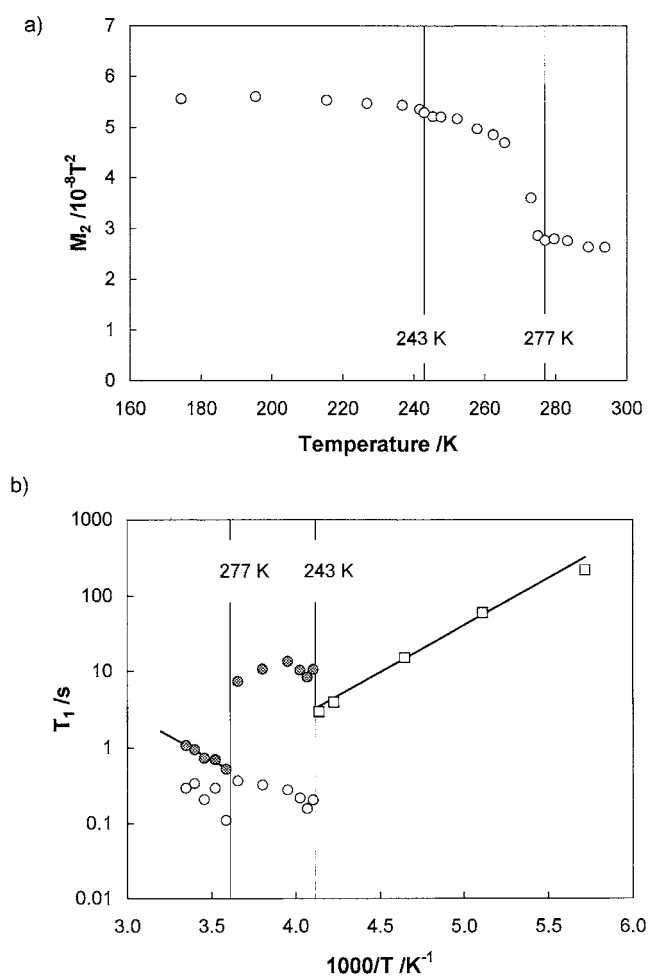 a)
7
6
5
4
3
2
1
0
M₂ /10⁻⁸T²
243 K
277 K
160 180 200 220 240 260 280 300
Temperature /K
b)
1000
100
10
1
0.1
0.01
T₁ /s
277 K
243 K
3.0 3.5 4.0 4.5 5.0 5.5 6.0
1000/T /K⁻¹